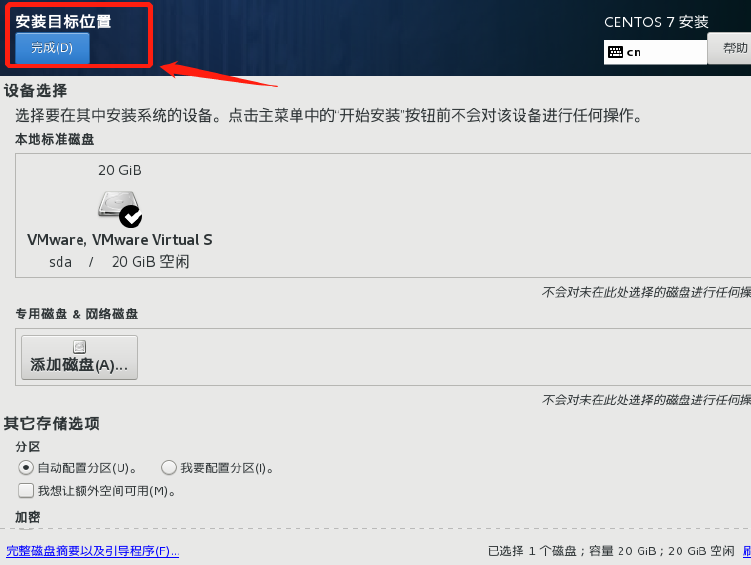 安装目标位置
CENTOS 7 安装
完成(D)
cn
帮助
设备选择
选择要在其中安装系统的设备。点击主菜单中的"开始安装"按钮前不会对该设备进行任何操作。
本地标准磁盘
20 GiB
VMware, VMware Virtual S
sda / 20 GiB 空闲
不会对未在此处选择的磁盘进行任何操
专用磁盘 & 网络磁盘
添加磁盘(A)...
不会对未在此处选择的磁盘进行任何操
其它存储选项
分区
自动配置分区(U)。 我要配置分区(I)。
我想让额外空间可用(M)。
加密
完整磁盘摘要以及引导程序(F)... 已选择 1 个磁盘；容量 20 GiB；20 GiB 空闲